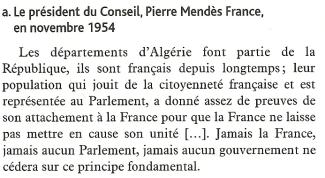 a. Le président du Conseil, Pierre Mendès France,
en novembre 1954
Les départements d'Algérie font partie de la
République, ils sont français depuis longtemps ; leur
population qui jouit de la citoyenneté française et est
représentée au Parlement, a donné assez de preuves de
son attachement à la France pour que la France ne laisse
pas mettre en cause son unité [...]. Jamais la France,
jamais aucun Parlement, jamais aucun gouvernement ne
cédera sur ce principe fondamental.